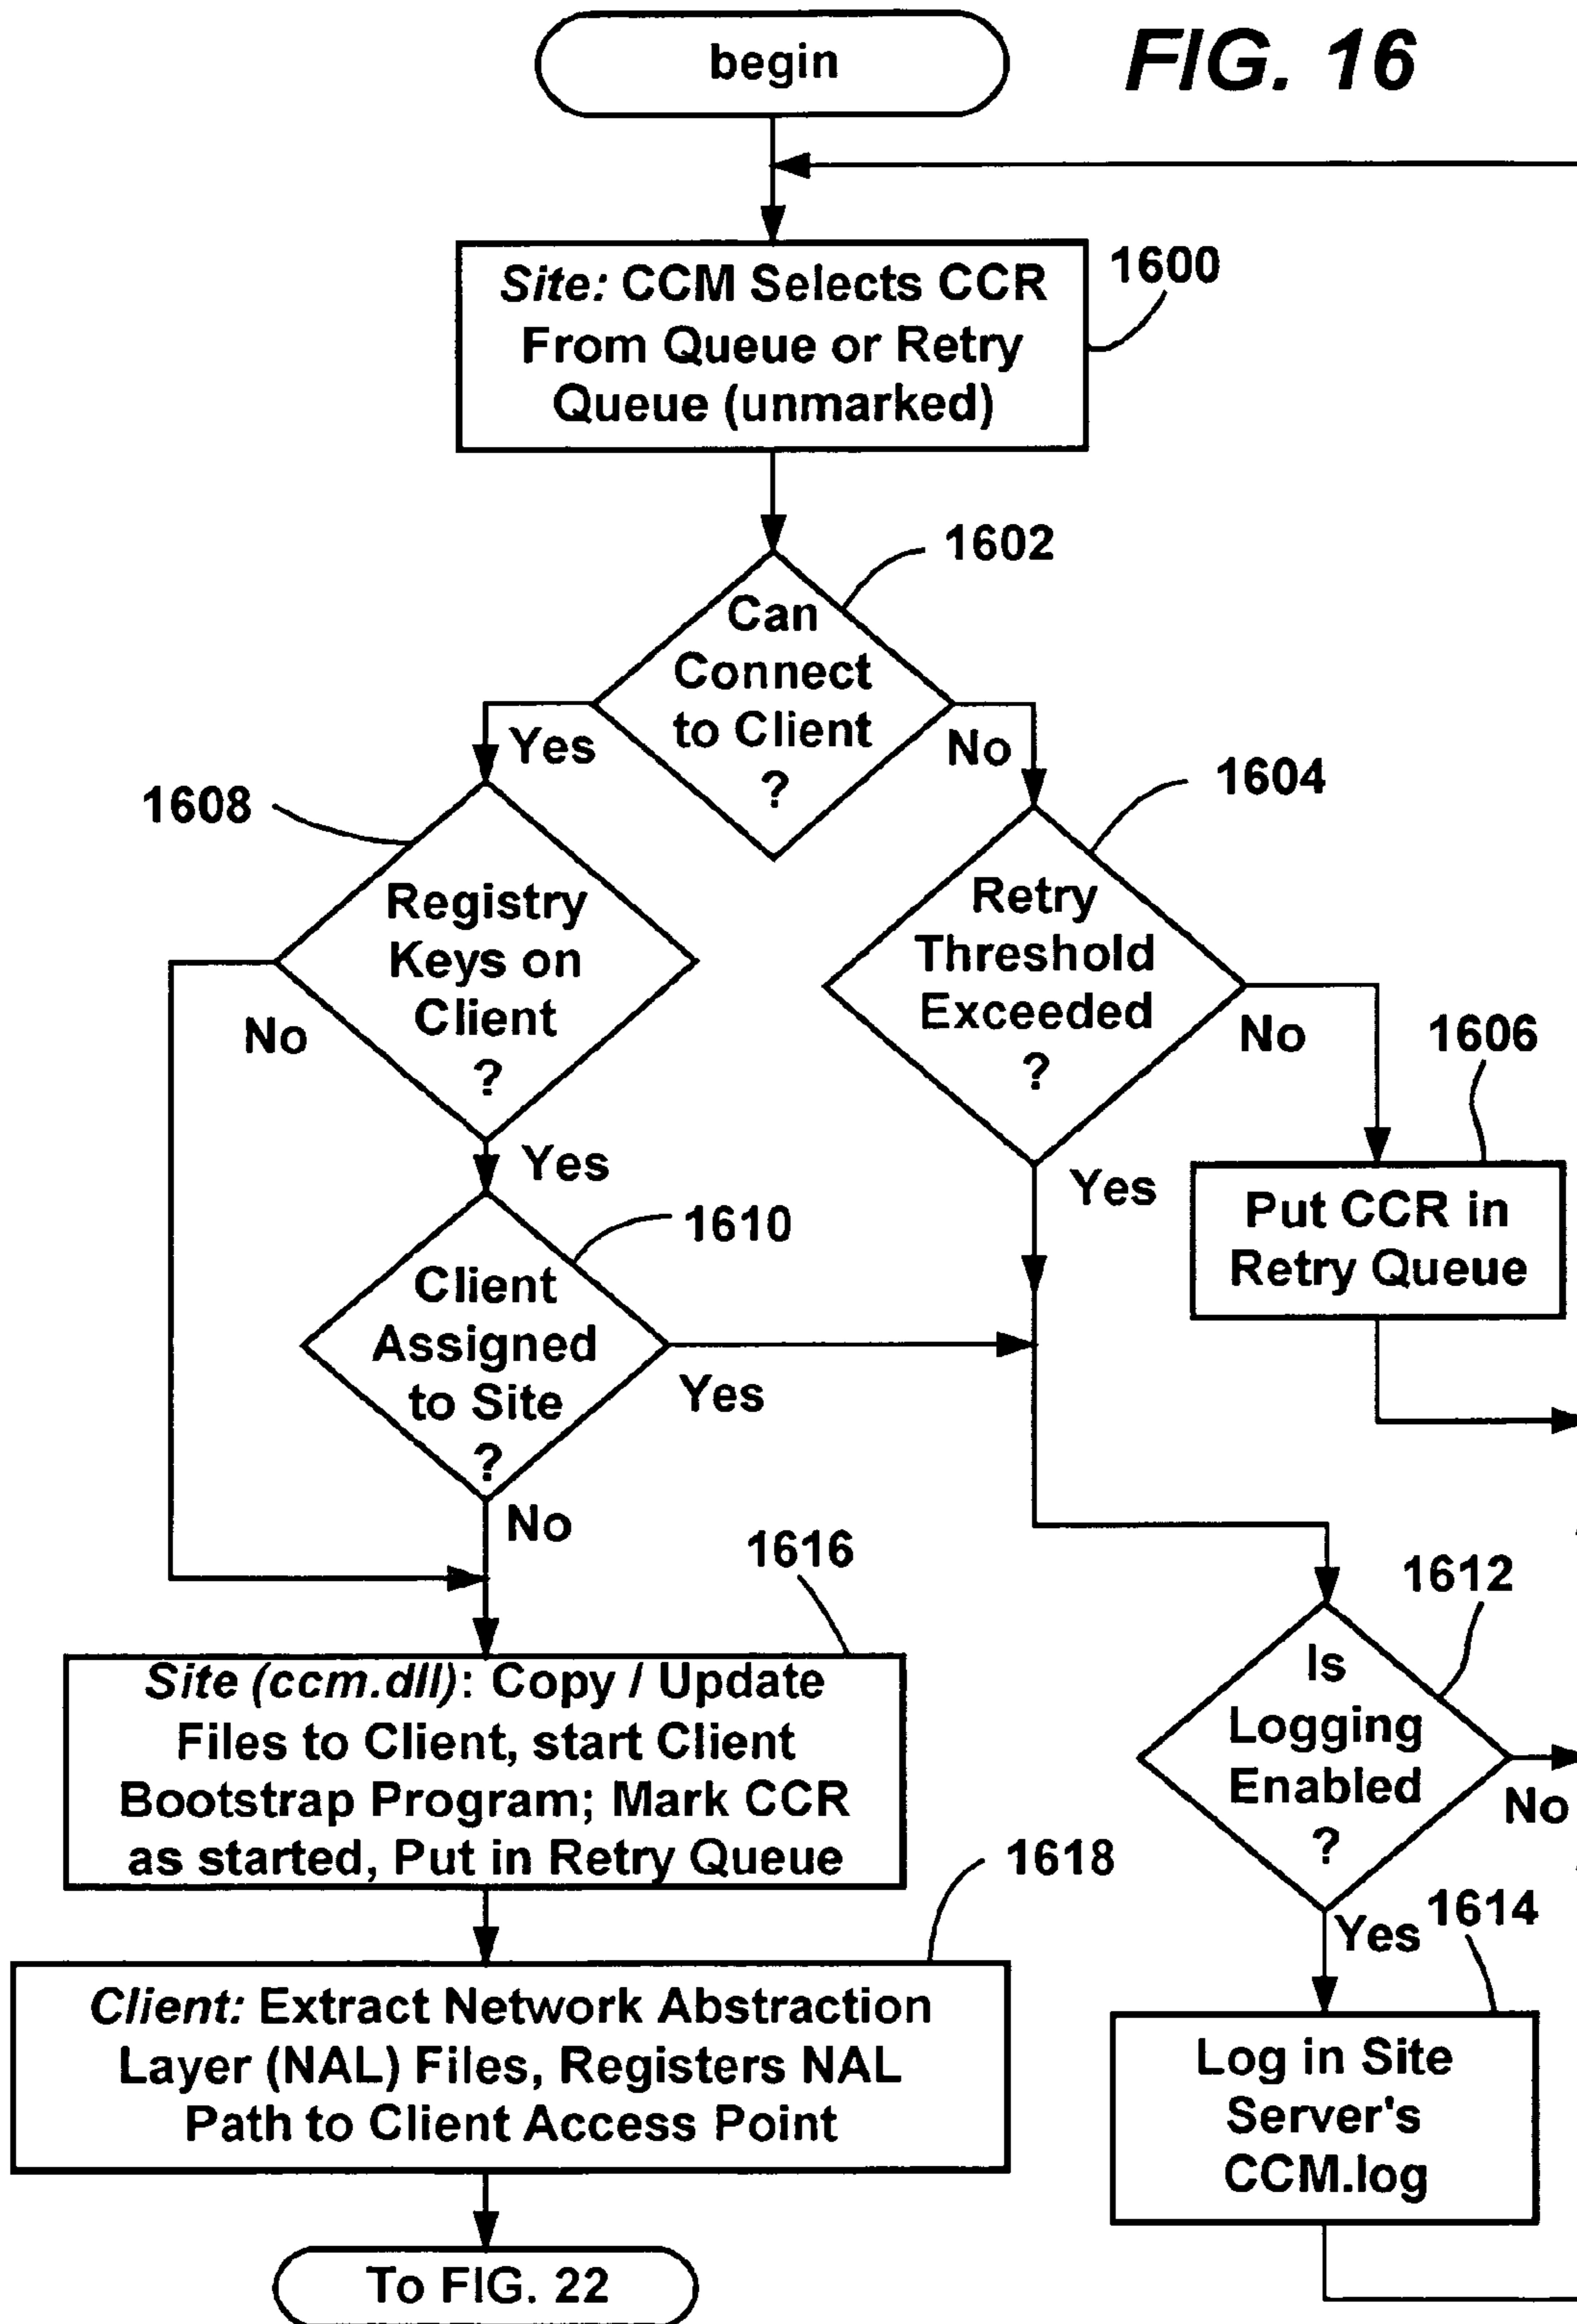 begin
FIG. 16
Site: CCM Selects CCR
From Queue or Retry
Queue (unmarked)
1600
Can
Connect
to Client
?
1602
Yes
No
1608
Registry
Keys on
Client
?
1604
Retry
Threshold
Exceeded
?
No
No
1606
Yes
Yes
Put CCR in
Retry Queue
1610
Client
Assigned
to Site
?
Yes
No
1616
1612
Site (ccm.dll): Copy / Update
Files to Client, start Client
Bootstrap Program; Mark CCR
as started, Put in Retry Queue
Is
Logging
Enabled
?
No
1618
Yes
1614
Client: Extract Network Abstraction
Layer (NAL) Files, Registers NAL
Path to Client Access Point
Log in Site
Server's
CCM.log
To FIG. 22